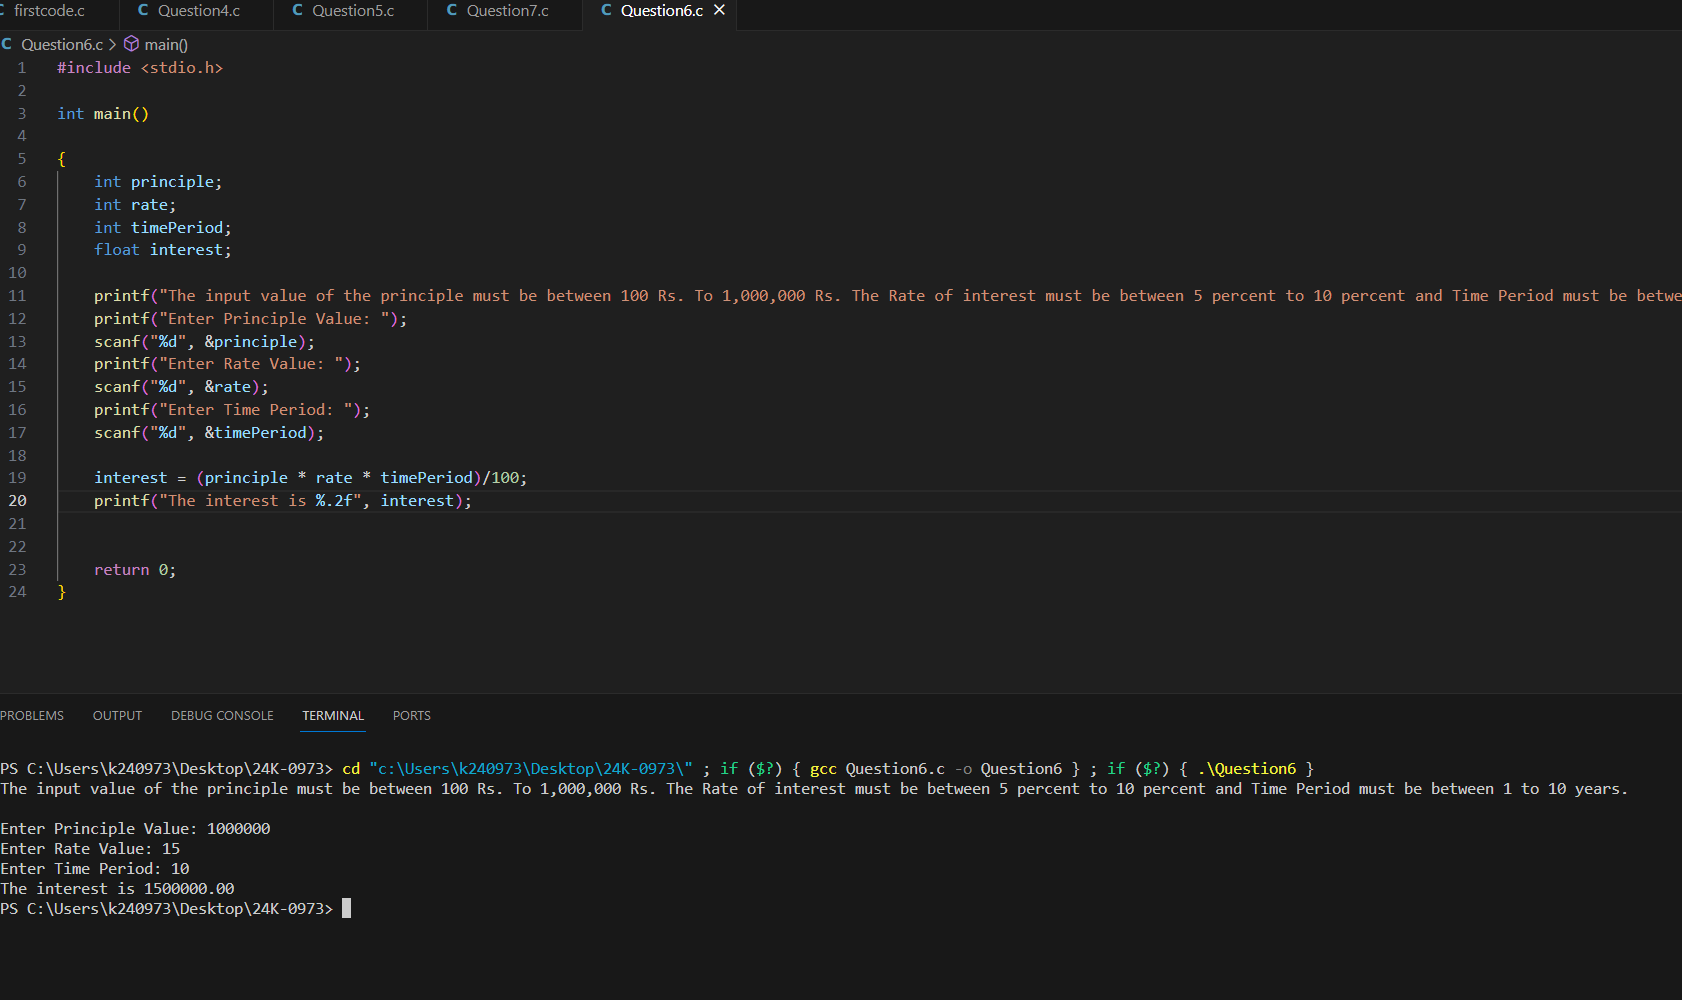 firstcode.c C Question4.c C Question5.c C Question7.c C Question6.c ×
C Question6.c > main()
1 #include <stdio.h>
2
3 int main()
4
5 {
6 int principle;
7 int rate;
8 int timePeriod;
9 float interest;
10
11 printf("The input value of the principle must be between 100 Rs. To 1,000,000 Rs. The Rate of interest must be between 5 percent to 10 percent and Time Period must be betwe
12 printf("Enter Principle Value: ");
13 scanf("%d", &principle);
14 printf("Enter Rate Value: ");
15 scanf("%d", &rate);
16 printf("Enter Time Period: ");
17 scanf("%d", &timePeriod);
18
19 interest = (principle * rate * timePeriod)/100;
20 printf("The interest is %.2f", interest);
21
22
23 return 0;
24 }
PROBLEMS OUTPUT DEBUG CONSOLE TERMINAL PORTS
PS C:\Users\k240973\Desktop\24K-0973> cd "c:\Users\k240973\Desktop\24K-0973\" ; if ($?) { gcc Question6.c -o Question6 } ; if ($?) { .\Question6 }
The input value of the principle must be between 100 Rs. To 1,000,000 Rs. The Rate of interest must be between 5 percent to 10 percent and Time Period must be between 1 to 10 years.
Enter Principle Value: 1000000
Enter Rate Value: 15
Enter Time Period: 10
The interest is 1500000.00
PS C:\Users\k240973\Desktop\24K-0973>